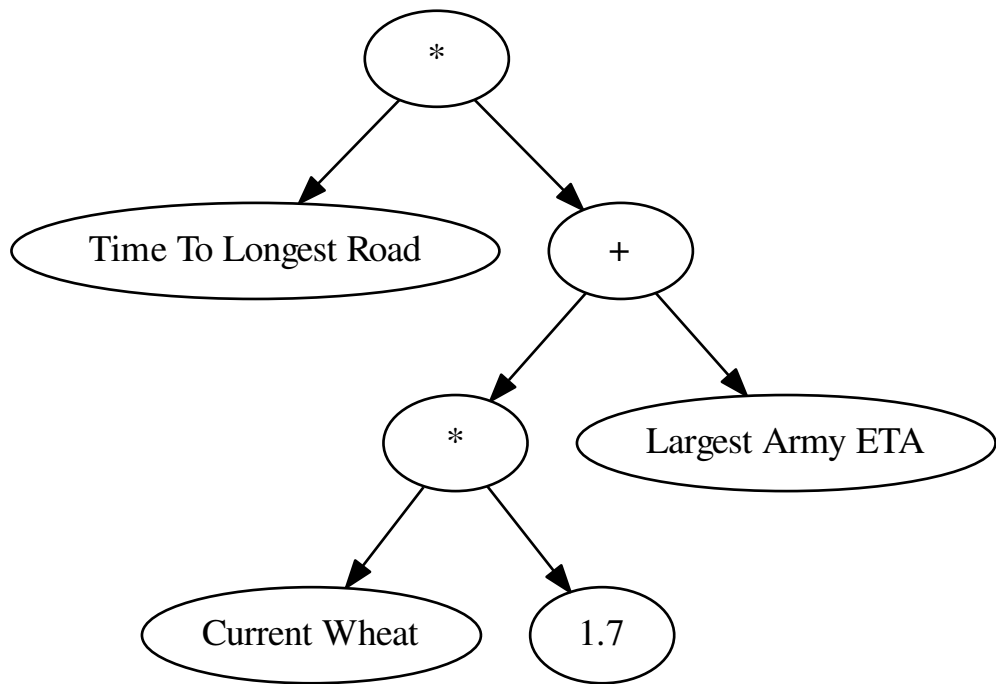 *
Time To Longest Road
+
*
Largest Army ETA
Current Wheat
1.7